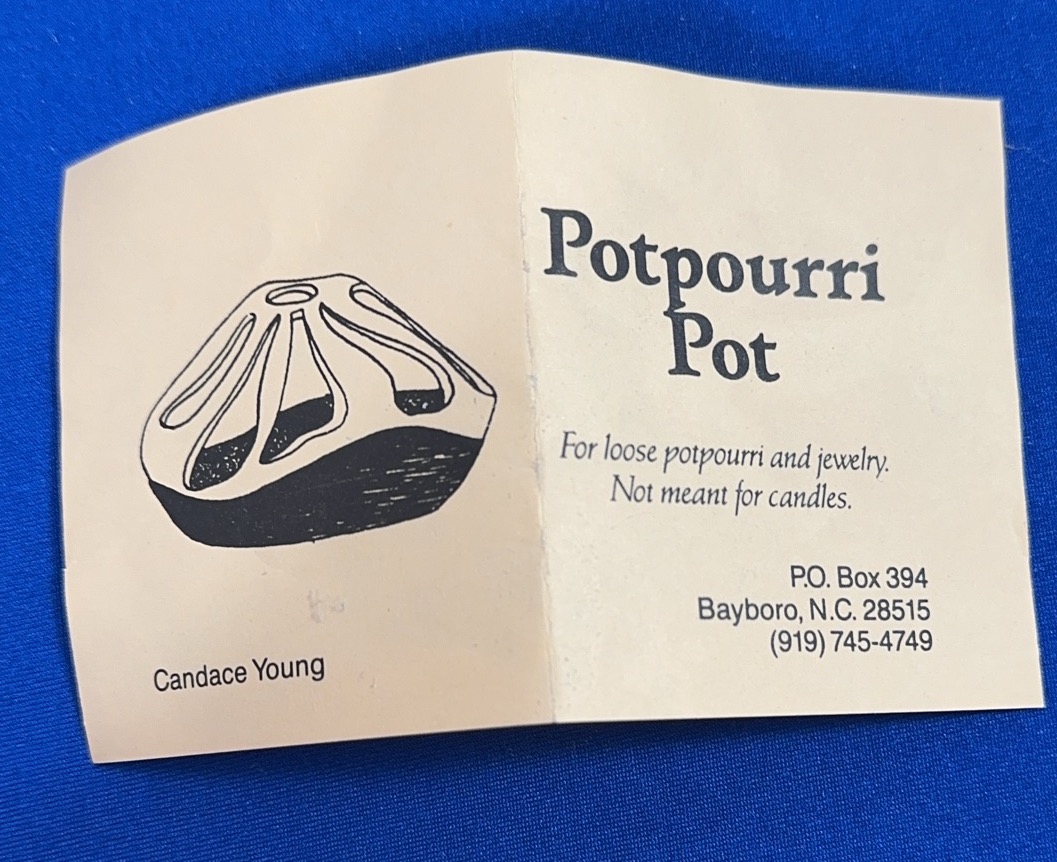 Candace Young
Potpourri
Pot
For loose potpourri and jewelry.
Not meant for candles.
P.O. Box 394
Bayboro, N.C. 28515
(919) 745-4749